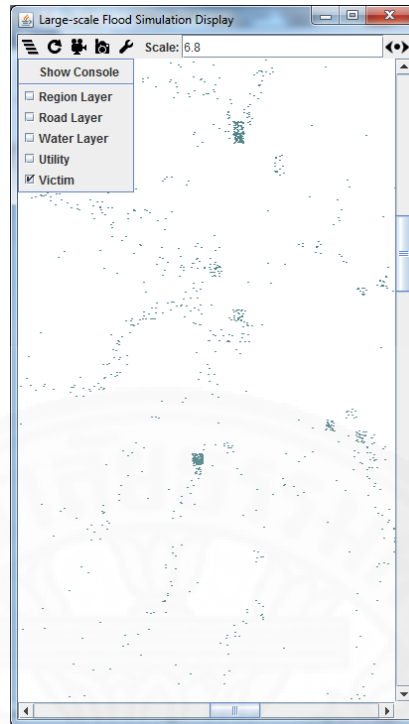 Large-scale Flood Simulation Display
Scale: 6.8
Show Console
Region Layer
Road Layer
Water Layer
Utility
Victim